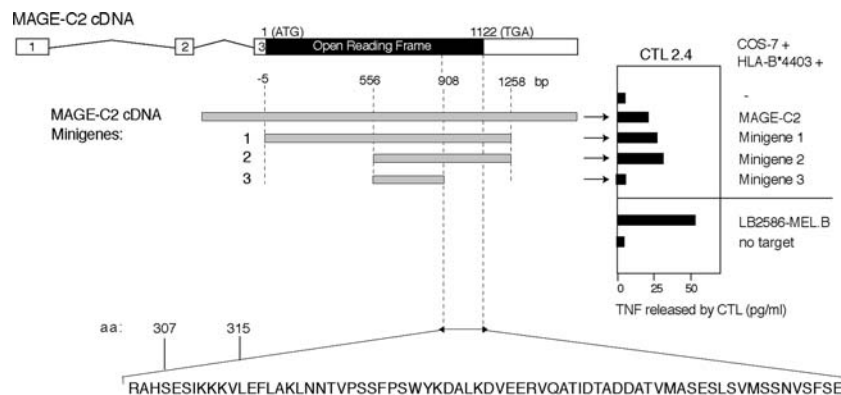 MAGE-C2 cDNA
1 (ATG) 1122 (TGA)
1 2 3 Open Reading Frame
COS-7 +
HLA-B*4403 +
CTL 2.4
-5 556 908 1258 bp
-
MAGE-C2 cDNA
MAGE-C2
Minigenes:
1 Minigene 1
2 Minigene 2
3 Minigene 3
LB2586-MEL.B
no target
0 25 50
TNF released by CTL (pg/ml)
aa: 307 315
RAHSESIKKKVLEFLAKLNNTVPSSFPSWYKDALKDVEERVQATIDTADDATVMASESLSVMSSNVSFSE